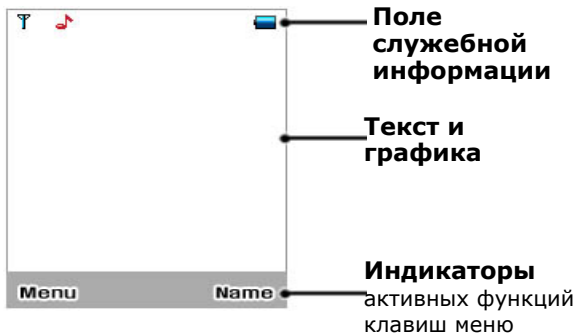 Поле
служебной
информации
Текст и
графика
Индикаторы
активных функций
клавиш меню
Menu Name